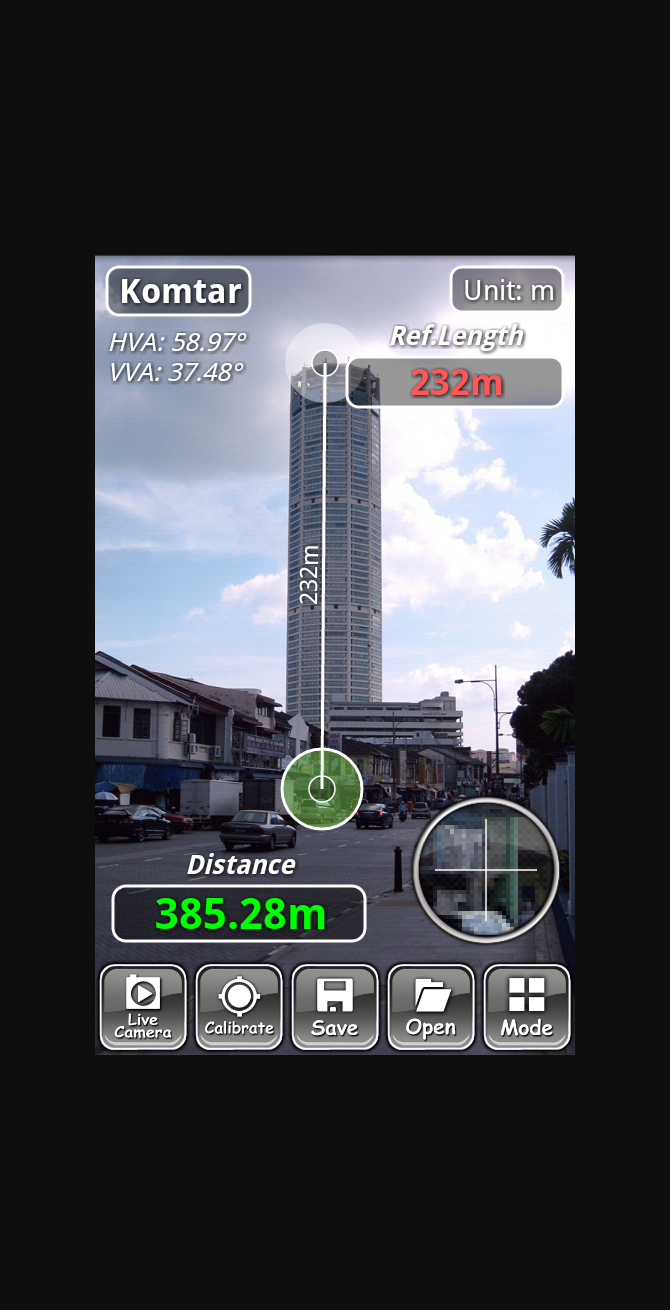 Komtar
Unit: m
HVA: 58.97°
VVA: 37.48°
Ref.Length
232m
232m
Distance
385.28m
Live
Camera
Calibrate
Save
Open
Mode